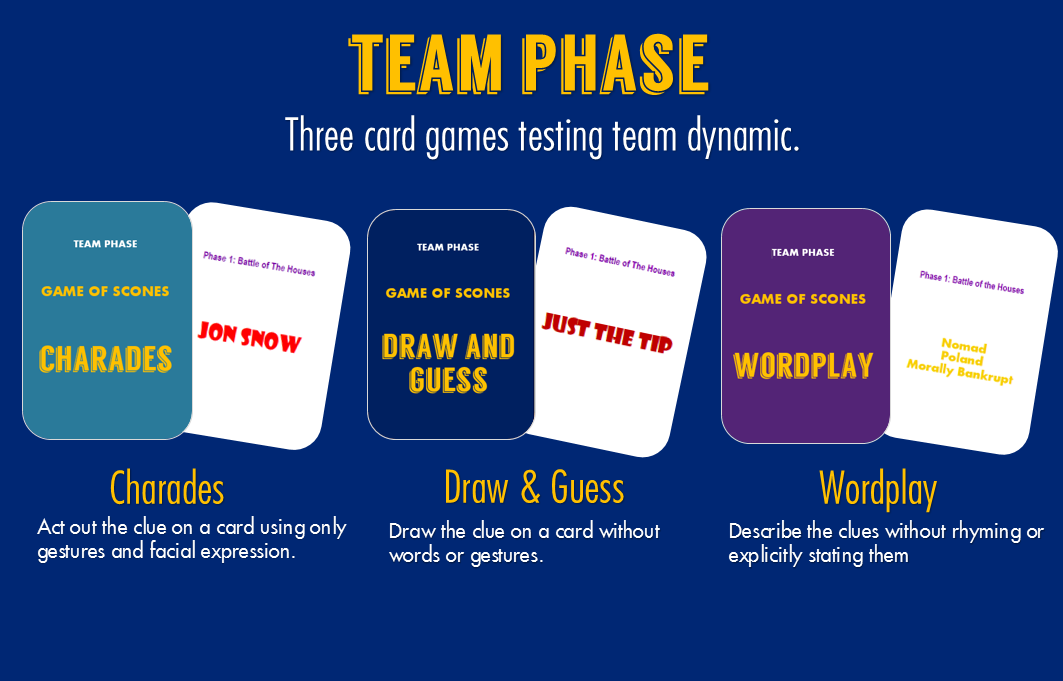 TEAM PHASE
Three card games testing team dynamic.
TEAM PHASE
GAME OF SCONES
CHARADES
Phase 1: Battle of The Houses
JON SNOW
TEAM PHASE
GAME OF SCONES
DRAW AND
GUESS
Phase 1: Battle of The Houses
JUST THE TIP
TEAM PHASE
GAME OF SCONES
WORDPLAY
Phase 1: Battle of the Houses
Nomad
Poland
Morally Bankrupt
Charades
Act out the clue on a card using only
gestures and facial expression.
Draw & Guess
Draw the clue on a card without
words or gestures.
Wordplay
Describe the clues without rhyming or
explicitly stating them